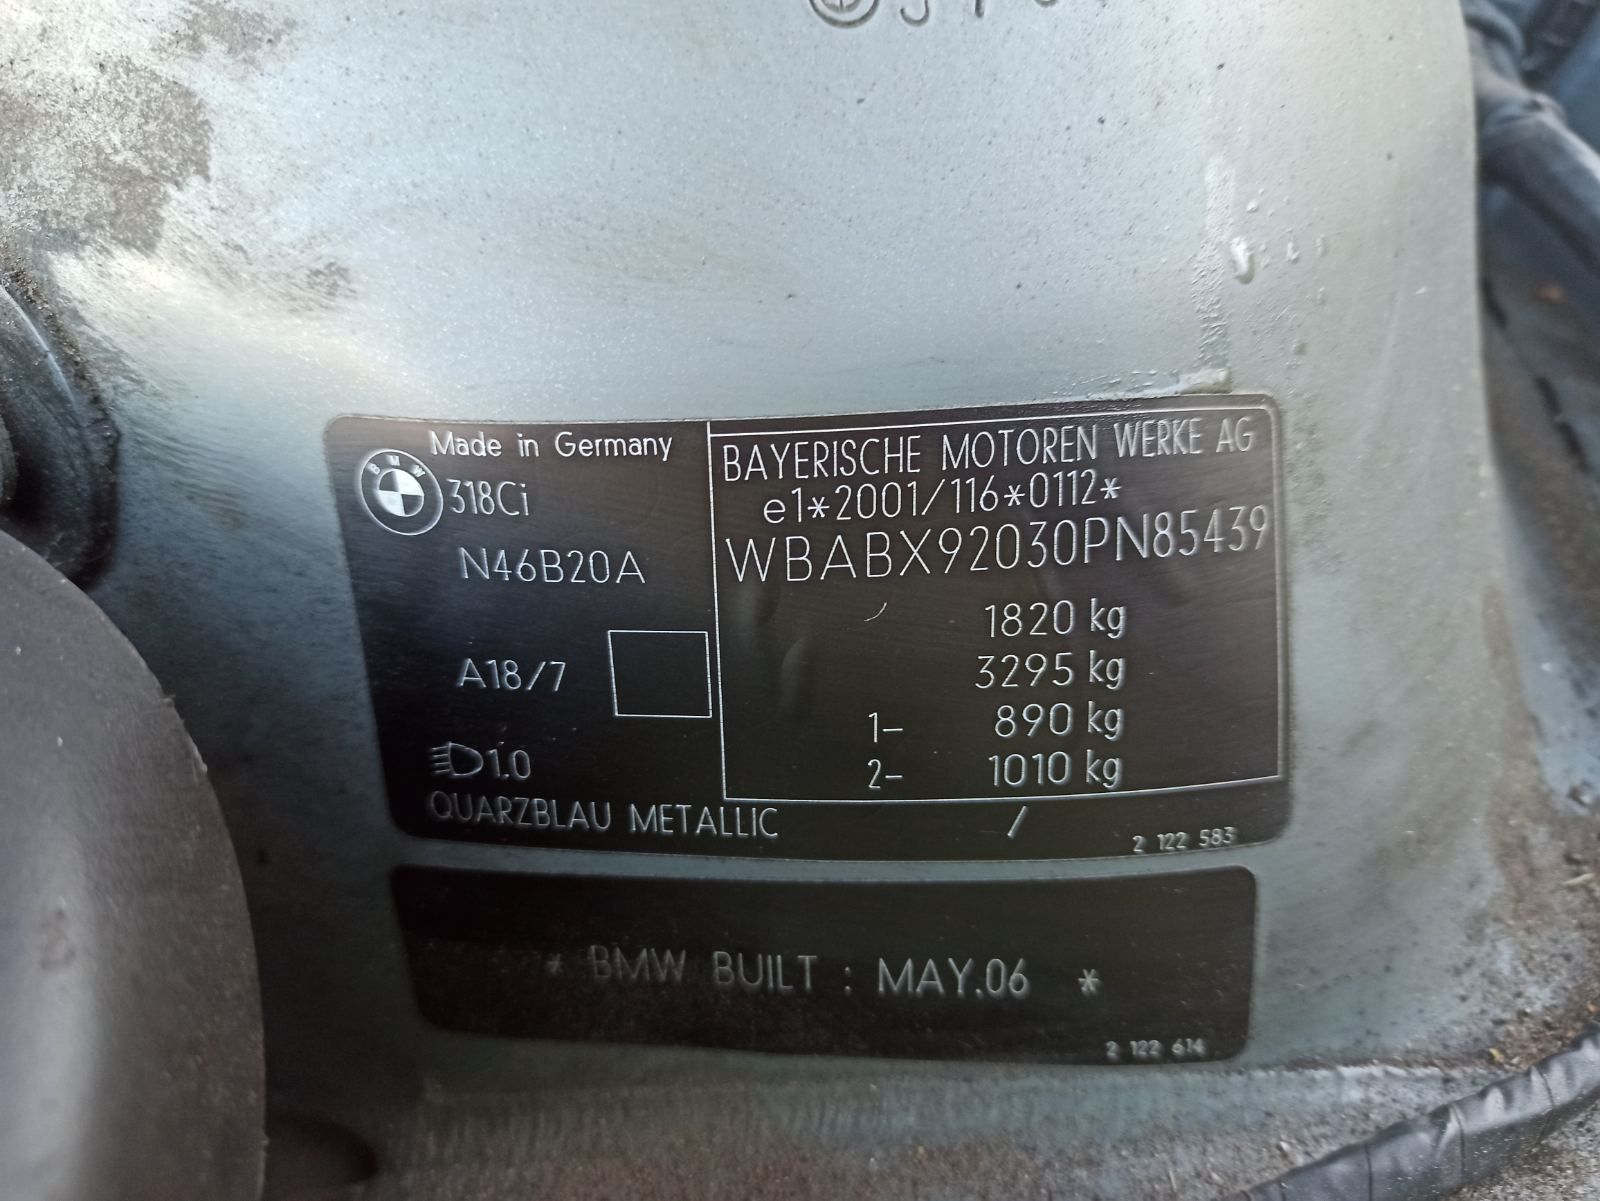 Made in Germany
BMW
318Ci
N46B20A
A18/7
1.0
QUARZBLAU METALLIC
BAYERISCHE MOTOREN WERKE AG
e1*2001/116*0112*
WBABX92030PN85439
1820 kg
3295 kg
1- 890 kg
2- 1010 kg
/
2 122 583
* BMW BUILT : MAY.06 *
2 122 614